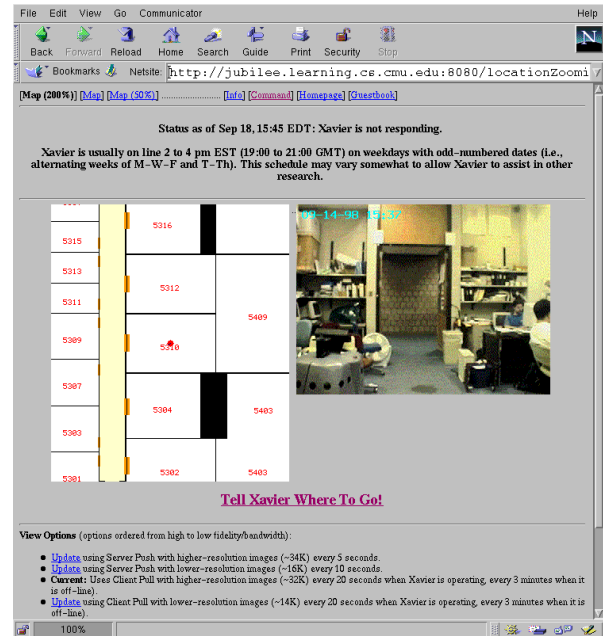 File Edit View Go Communicator Help
Back Forward Reload Home Search Guide Print Security Stop
N
Bookmarks Netsite: http://jubilee.learning.cs.cmu.edu:8080/locationZoomi
[Map (200%)] [Map] [Map (50%)] ........................ [Info] [Command] [Homepage] [Guestbook]
Status as of Sep 18, 15:45 EDT: Xavier is not responding.
Xavier is usually on line 2 to 4 pm EST (19:00 to 21:00 GMT) on weekdays with odd-numbered dates (i.e.,
alternating weeks of M-W-F and T-Th). This schedule may vary somewhat to allow Xavier to assist in other
research.
5316
5315
5313
5312
5311
5409
5309
5310
5307
5304
5403
5303
5302
5403
5301
09-14-98 15:37
Tell Xavier Where To Go!
View Options (options ordered from high to low fidelity/bandwidth):
Update using Server Push with higher-resolution images (~34K) every 5 seconds.
Update using Server Push with lower-resolution images (~16K) every 10 seconds.
Current: Uses Client Pull with higher-resolution images (~32K) every 20 seconds when Xavier is operating, every 3 minutes when it
is off-line).
Update using Client Pull with lower-resolution images (~14K) every 20 seconds when Xavier is operating, every 3 minutes when it is
off-line).
100%